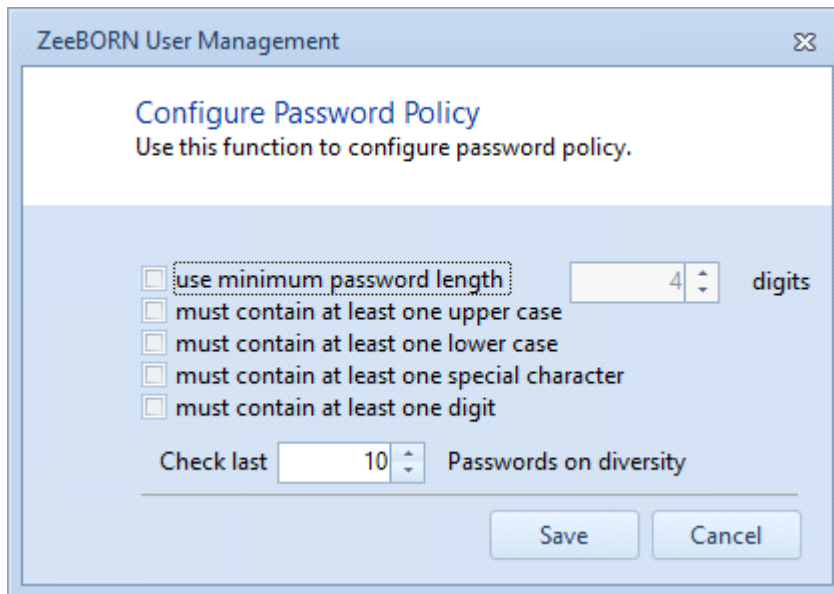 ZeeBORN User Management
Configure Password Policy
Use this function to configure password policy.
use minimum password length 4 digits
must contain at least one upper case
must contain at least one lower case
must contain at least one special character
must contain at least one digit
Check last 10 Passwords on diversity
Save Cancel